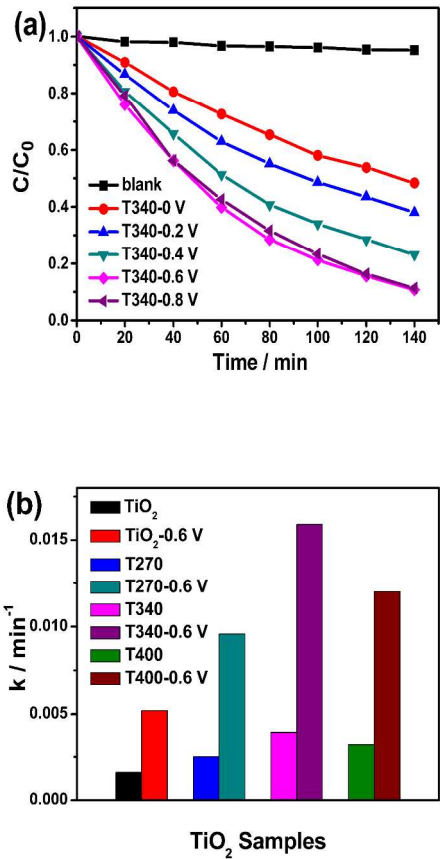 (a)
1.0
0.8
0.6
0.4
0.2
0.0
C/C₀
blank
T340-0 V
T340-0.2 V
T340-0.4 V
T340-0.6 V
T340-0.8 V
0 20 40 60 80 100 120 140
Time / min
(b)
0.015
0.010
0.005
0.000
k / min⁻¹
TiO₂
TiO₂-0.6 V
T270
T270-0.6 V
T340
T340-0.6 V
T400
T400-0.6 V
TiO₂ Samples